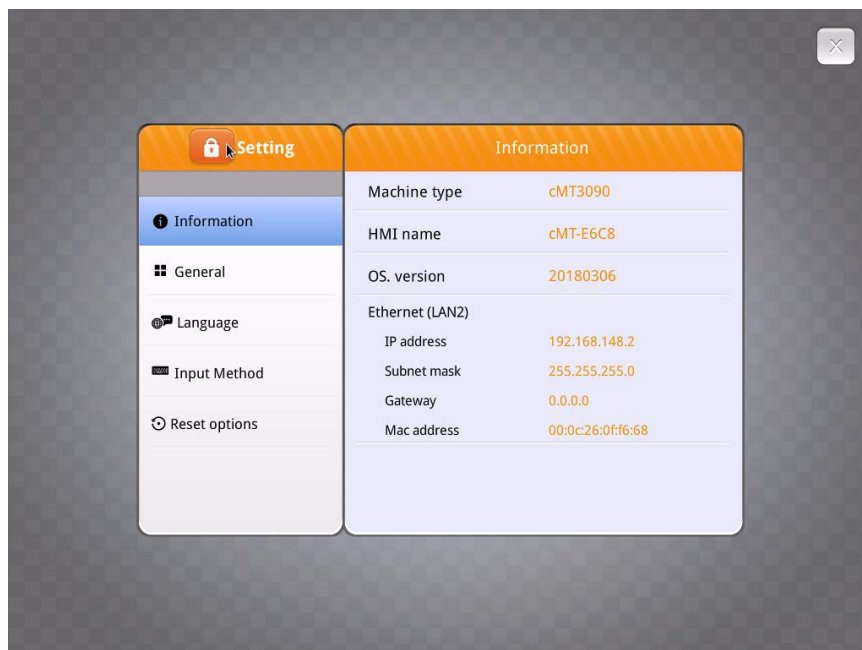 X
Setting
Information
Information
General
Language
Input Method
Reset options
Machine type cMT3090
HMI name cMT-E6C8
OS. version 20180306
Ethernet (LAN2)
IP address 192.168.148.2
Subnet mask 255.255.255.0
Gateway 0.0.0.0
Mac address 00:0c:26:0f:f6:68